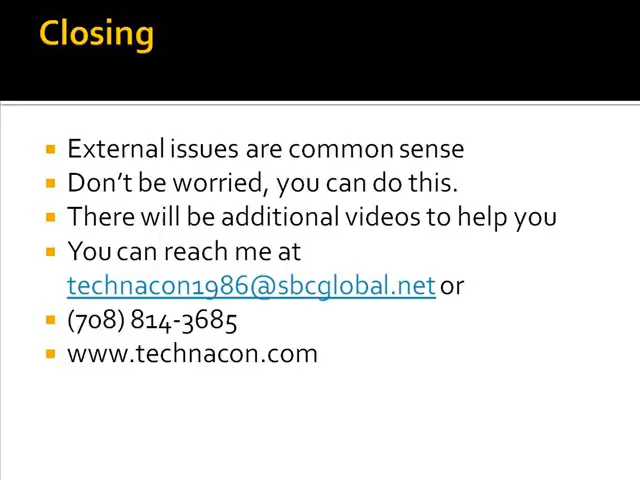 Closing
External issues are common sense
Don't be worried, you can do this.
There will be additional videos to help you
You can reach me at
technacon1986@sbcglobal.net or
(708) 814-3685
www.technacon.com